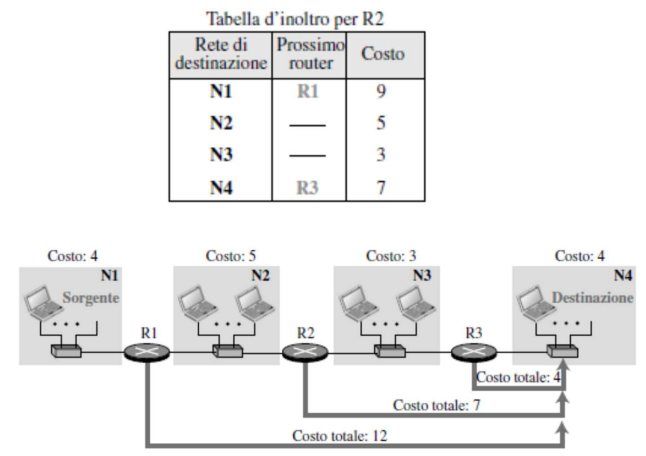 Tabella d'inoltro per R2
Rete di destinazione Prossimo router Costo
N1 R1 9
N2 — 5
N3 — 3
N4 R3 7
Costo: 4 Costo: 5 Costo: 3 Costo: 4
N1 N2 N3 N4
Sorgente Destinazione
R1 R2 R3
Costo totale: 4
Costo totale: 7
Costo totale: 12